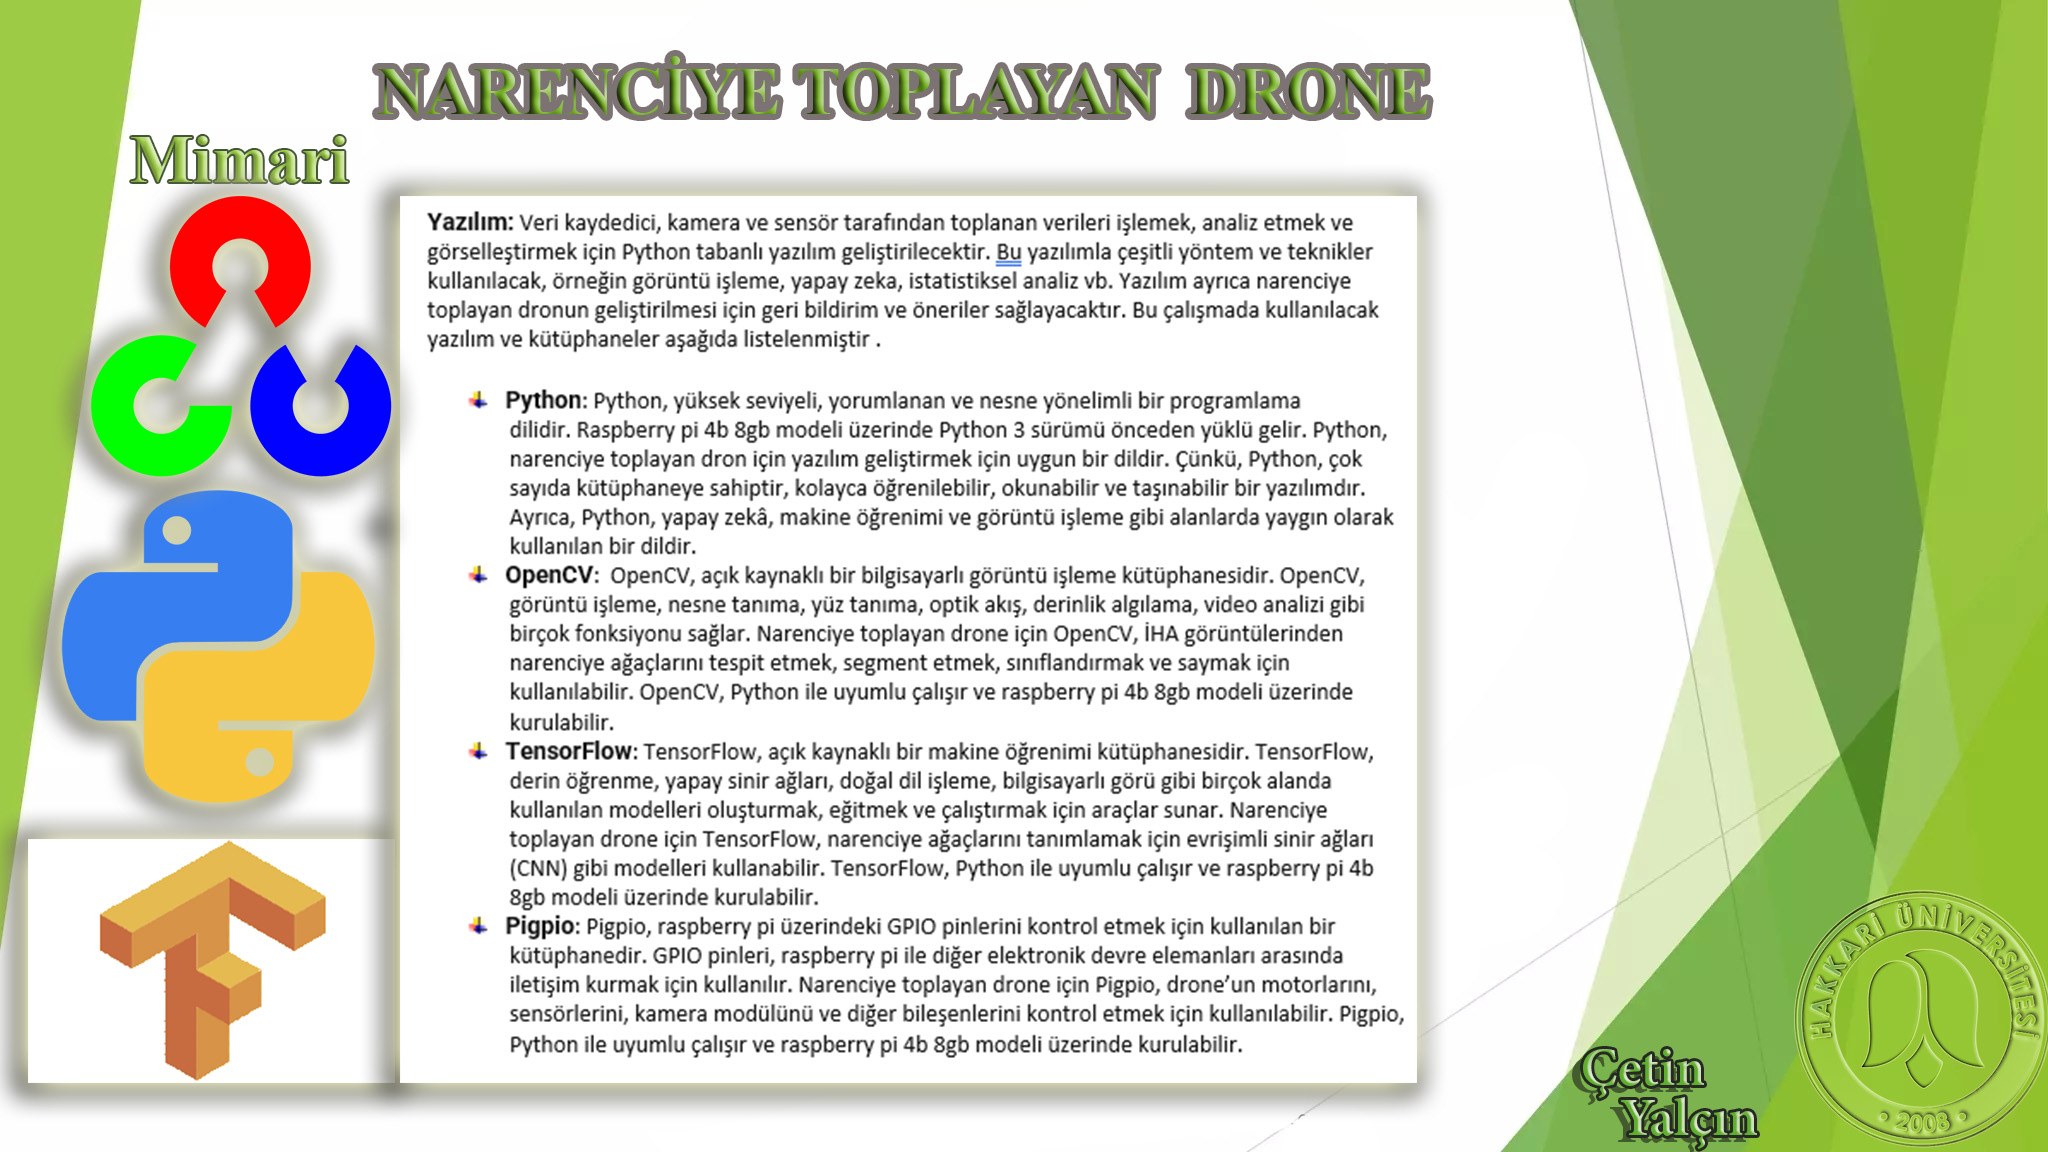 NARENCİYE TOPLAYAN DRONE
Mimari
Yazılım: Veri kaydedici, kamera ve sensör tarafından toplanan verileri işlemek, analiz etmek ve
görselleştirmek için Python tabanlı yazılım geliştirilecektir. Bu yazılımla çeşitli yöntem ve teknikler
kullanılacak, örneğin görüntü işleme, yapay zeka, istatistiksel analiz vb. Yazılım ayrıca narenciye
toplayan dronun geliştirilmesi için geri bildirim ve öneriler sağlayacaktır. Bu çalışmada kullanılacak
yazılım ve kütüphaneler aşağıda listelenmiştir .
Python: Python, yüksek seviyeli, yorumlanan ve nesne yönelimli bir programlama
dilidir. Raspberry pi 4b 8gb modeli üzerinde Python 3 sürümü önceden yüklü gelir. Python,
narenciye toplayan dron için yazılım geliştirmek için uygun bir dildir. Çünkü, Python, çok
sayıda kütüphaneye sahiptir, kolayca öğrenilebilir, okunabilir ve taşınabilir bir yazılımdır.
Ayrıca, Python, yapay zekâ, makine öğrenimi ve görüntü işleme gibi alanlarda yaygın olarak
kullanılan bir dildir.
OpenCV: OpenCV, açık kaynaklı bir bilgisayarlı görüntü işleme kütüphanesidir. OpenCV,
görüntü işleme, nesne tanıma, yüz tanıma, optik akış, derinlik algılama, video analizi gibi
birçok fonksiyonu sağlar. Narenciye toplayan drone için OpenCV, İHA görüntülerinden
narenciye ağaçlarını tespit etmek, segment etmek, sınıflandırmak ve saymak için
kullanılabilir. OpenCV, Python ile uyumlu çalışır ve raspberry pi 4b 8gb modeli üzerinde
kurulabilir.
TensorFlow: TensorFlow, açık kaynaklı bir makine öğrenimi kütüphanesidir. TensorFlow,
derin öğrenme, yapay sinir ağları, doğal dil işleme, bilgisayarlı görü gibi birçok alanda
kullanılan modelleri oluşturmak, eğitmek ve çalıştırmak için araçlar sunar. Narenciye
toplayan drone için TensorFlow, narenciye ağaçlarını tanımlamak için evrişimli sinir ağları
(CNN) gibi modelleri kullanabilir. TensorFlow, Python ile uyumlu çalışır ve raspberry pi 4b
8gb modeli üzerinde kurulabilir.
Pigpio: Pigpio, raspberry pi üzerindeki GPIO pinlerini kontrol etmek için kullanılan bir
kütüphanedir. GPIO pinleri, raspberry pi ile diğer elektronik devre elemanları arasında
iletişim kurmak için kullanılır. Narenciye toplayan drone için Pigpio, drone’un motorlarını,
sensörlerini, kamera modülünü ve diğer bileşenlerini kontrol etmek için kullanılabilir. Pigpio,
Python ile uyumlu çalışır ve raspberry pi 4b 8gb modeli üzerinde kurulabilir.
Çetin
Yalçın
HAKKARİ ÜNİVERSİTESİ
• 2008 •